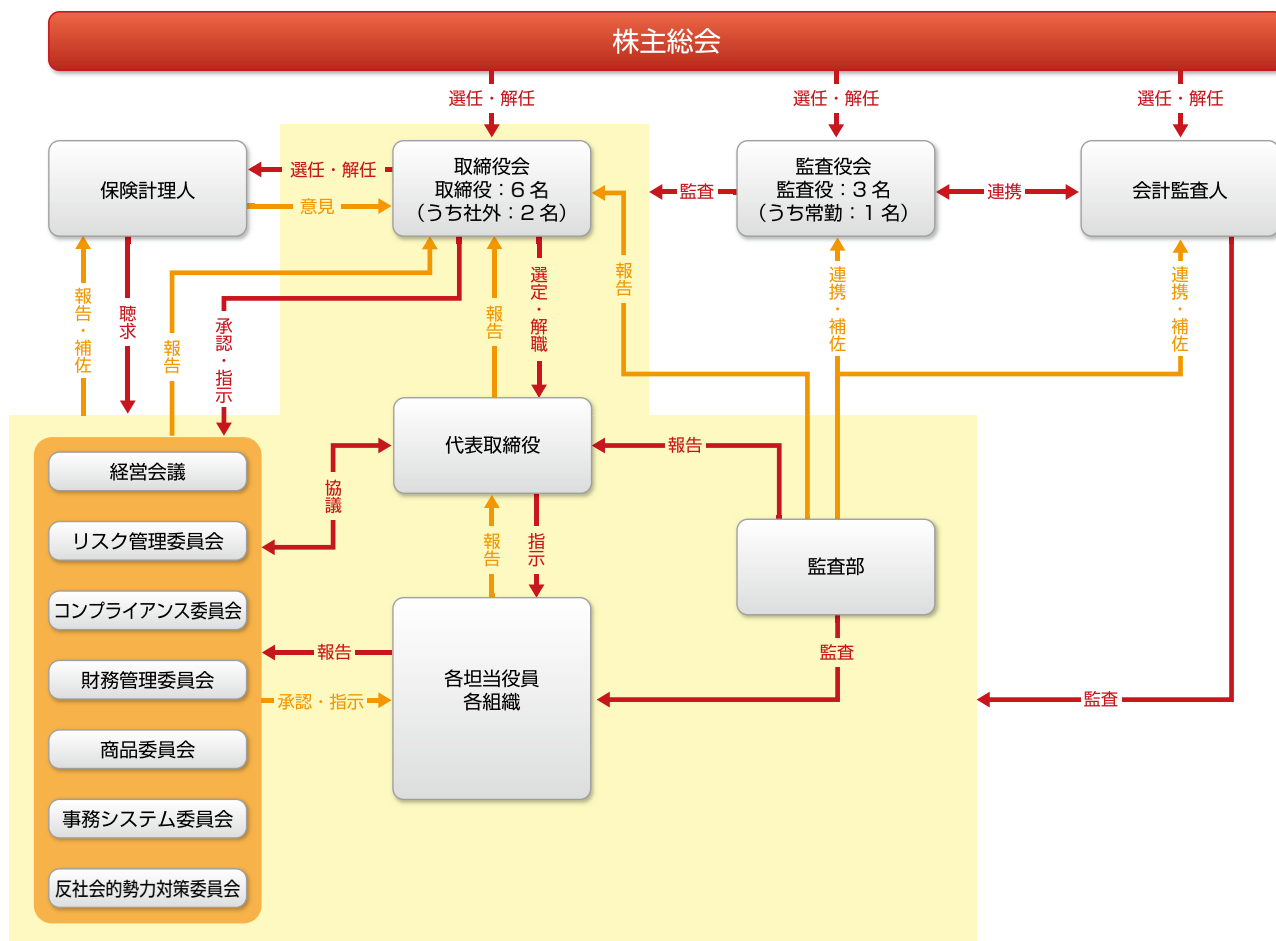 株主総会
選任・解任
選任・解任
選任・解任
保険計理人
選任・解任
意見
取締役会
取締役：6名
（うち社外：2名）
監査
監査役会
監査役：3名
（うち常勤：1名）
連携
会計監査人
報告・補佐
聴求
報告
承認・指示
報告
選定・解職
報告
連携・補佐
連携・補佐
代表取締役
報告
協議
経営会議
リスク管理委員会
コンプライアンス委員会
財務管理委員会
商品委員会
事務システム委員会
反社会的勢力対策委員会
報告
指示
監査部
報告
承認・指示
各担当役員
各組織
監査
監査